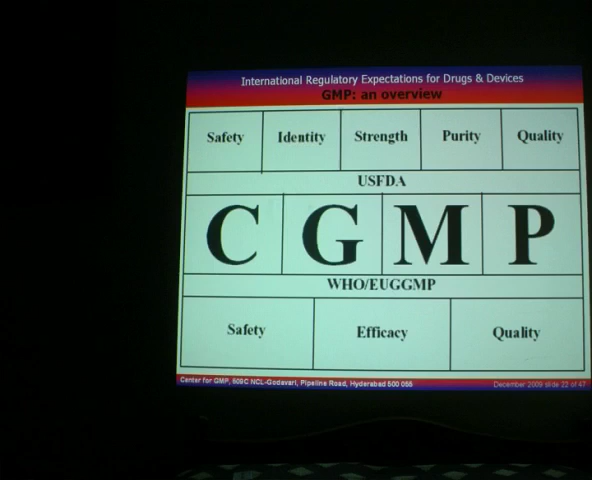 International Regulatory Expectations for Drugs & Devices
GMP: an overview
Safety Identity Strength Purity Quality
USFDA
C G M P
WHO/EUGGMP
Safety Efficacy Quality
Center for GMP, 609C NCL-Godavari, Pipeline Road, Hyderabad 500 055 December 2009 slide 22 of 47